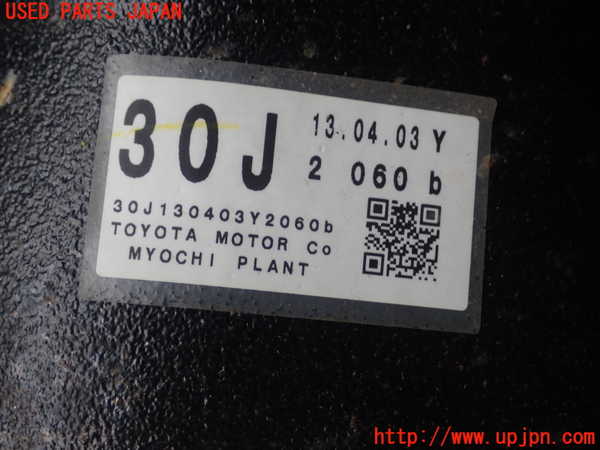 USED PARTS JAPAN
30J 13.04.03 Y
2 060 b
30J130403Y2060b
TOYOTA MOTOR Co
MYOCHI PLANT
http://www.upjpn.com/